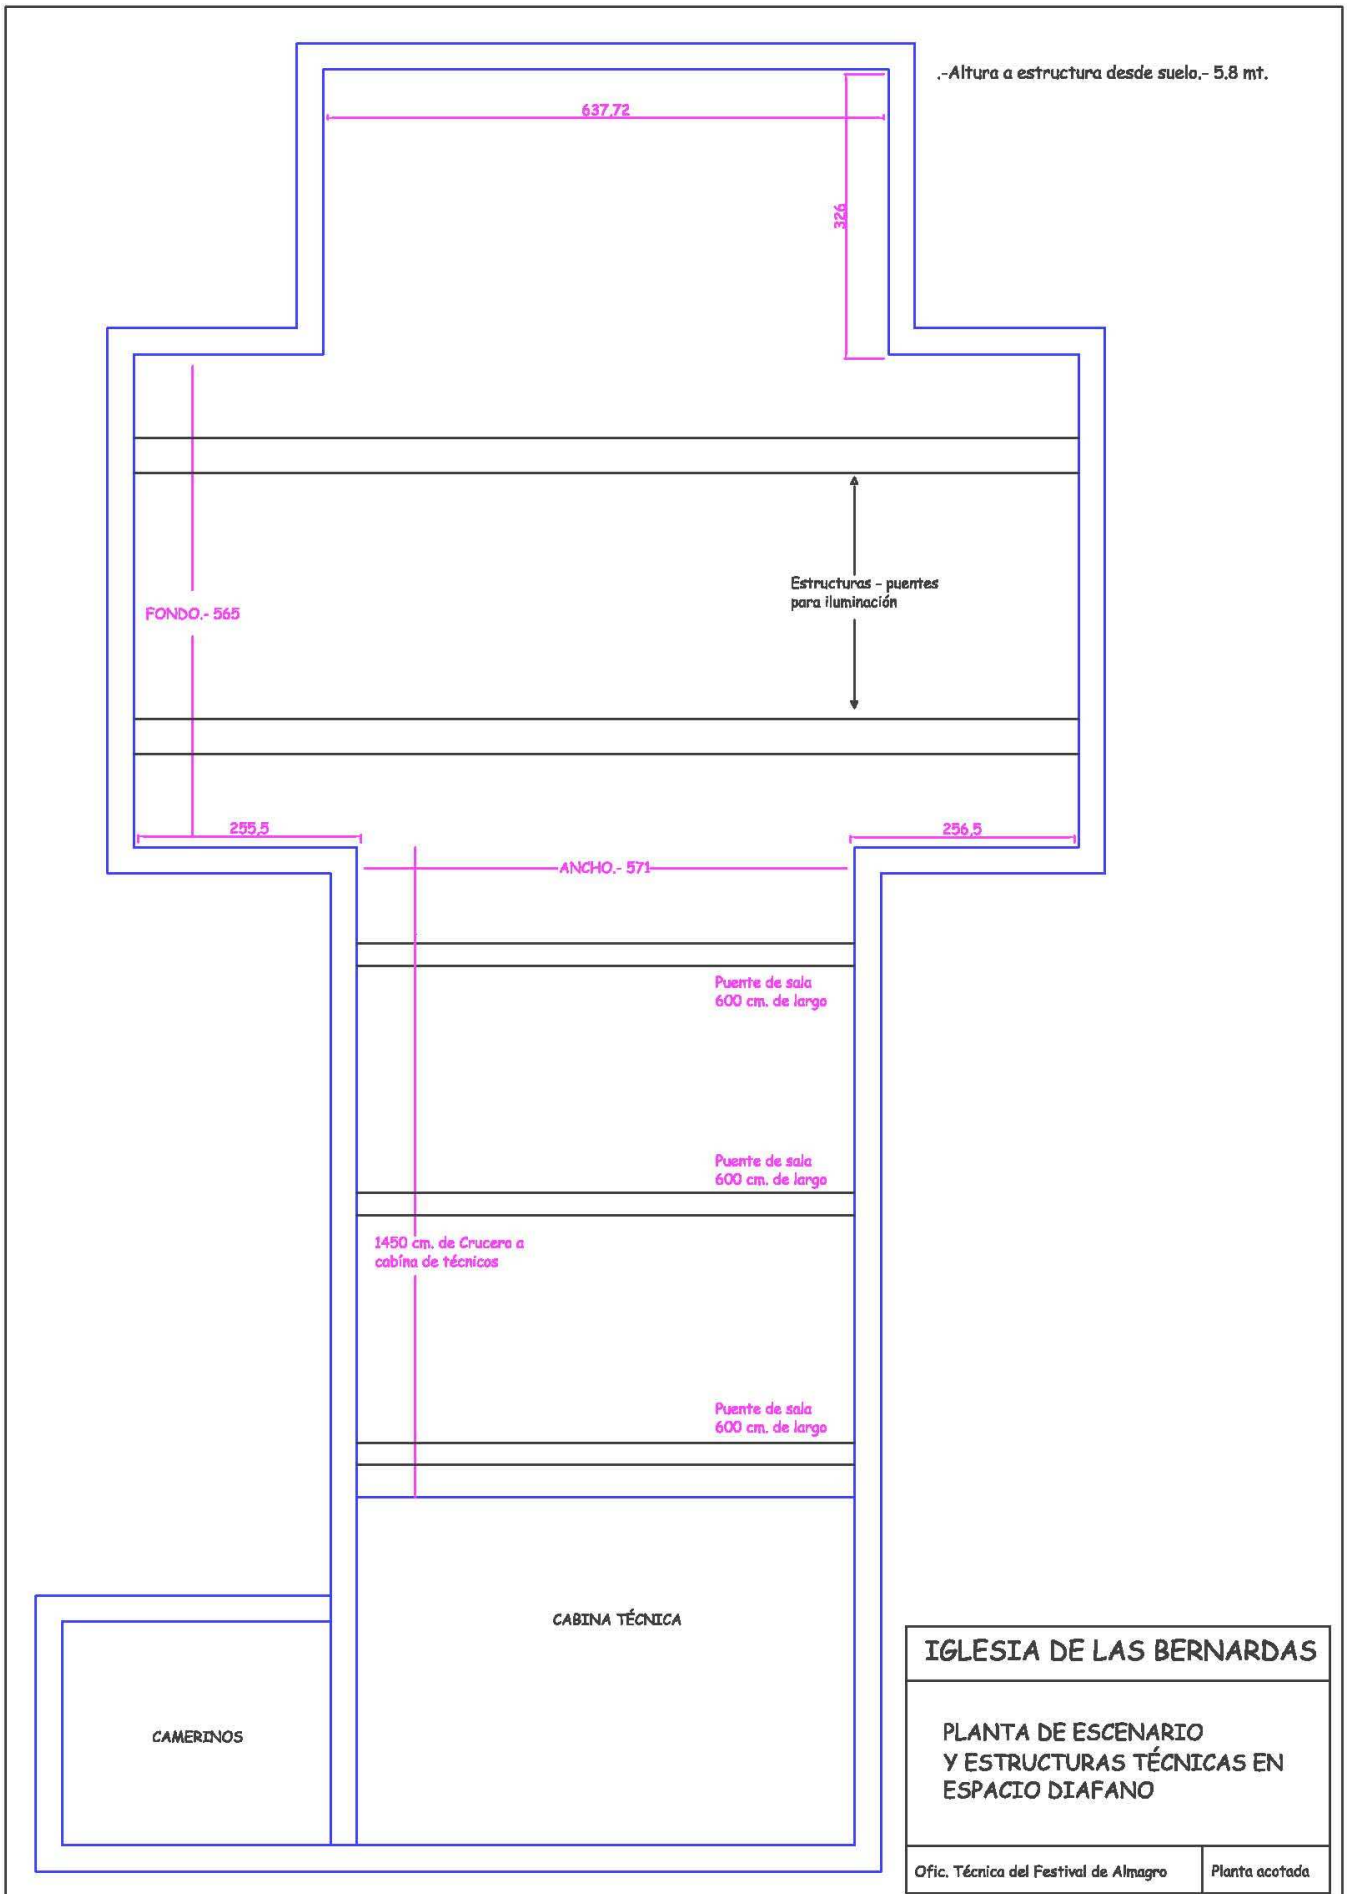 .-Altura a estructura desde suelo.- 5.8 mt.
637,72
326
Estructuras - puentes
para iluminación
FONDO.- 565
255,5
256,5
ANCHO.- 571
Puente de sala
600 cm. de largo
Puente de sala
600 cm. de largo
1450 cm. de Crucero a
cabína de técnicos
Puente de sala
600 cm. de largo
CABINA TÉCNICA
CAMERINOS
IGLESIA DE LAS BERNARDAS
PLANTA DE ESCENARIO
Y ESTRUCTURAS TÉCNICAS EN
ESPACIO DIAFANO
Ofic. Técnica del Festival de Almagro
Planta acotada